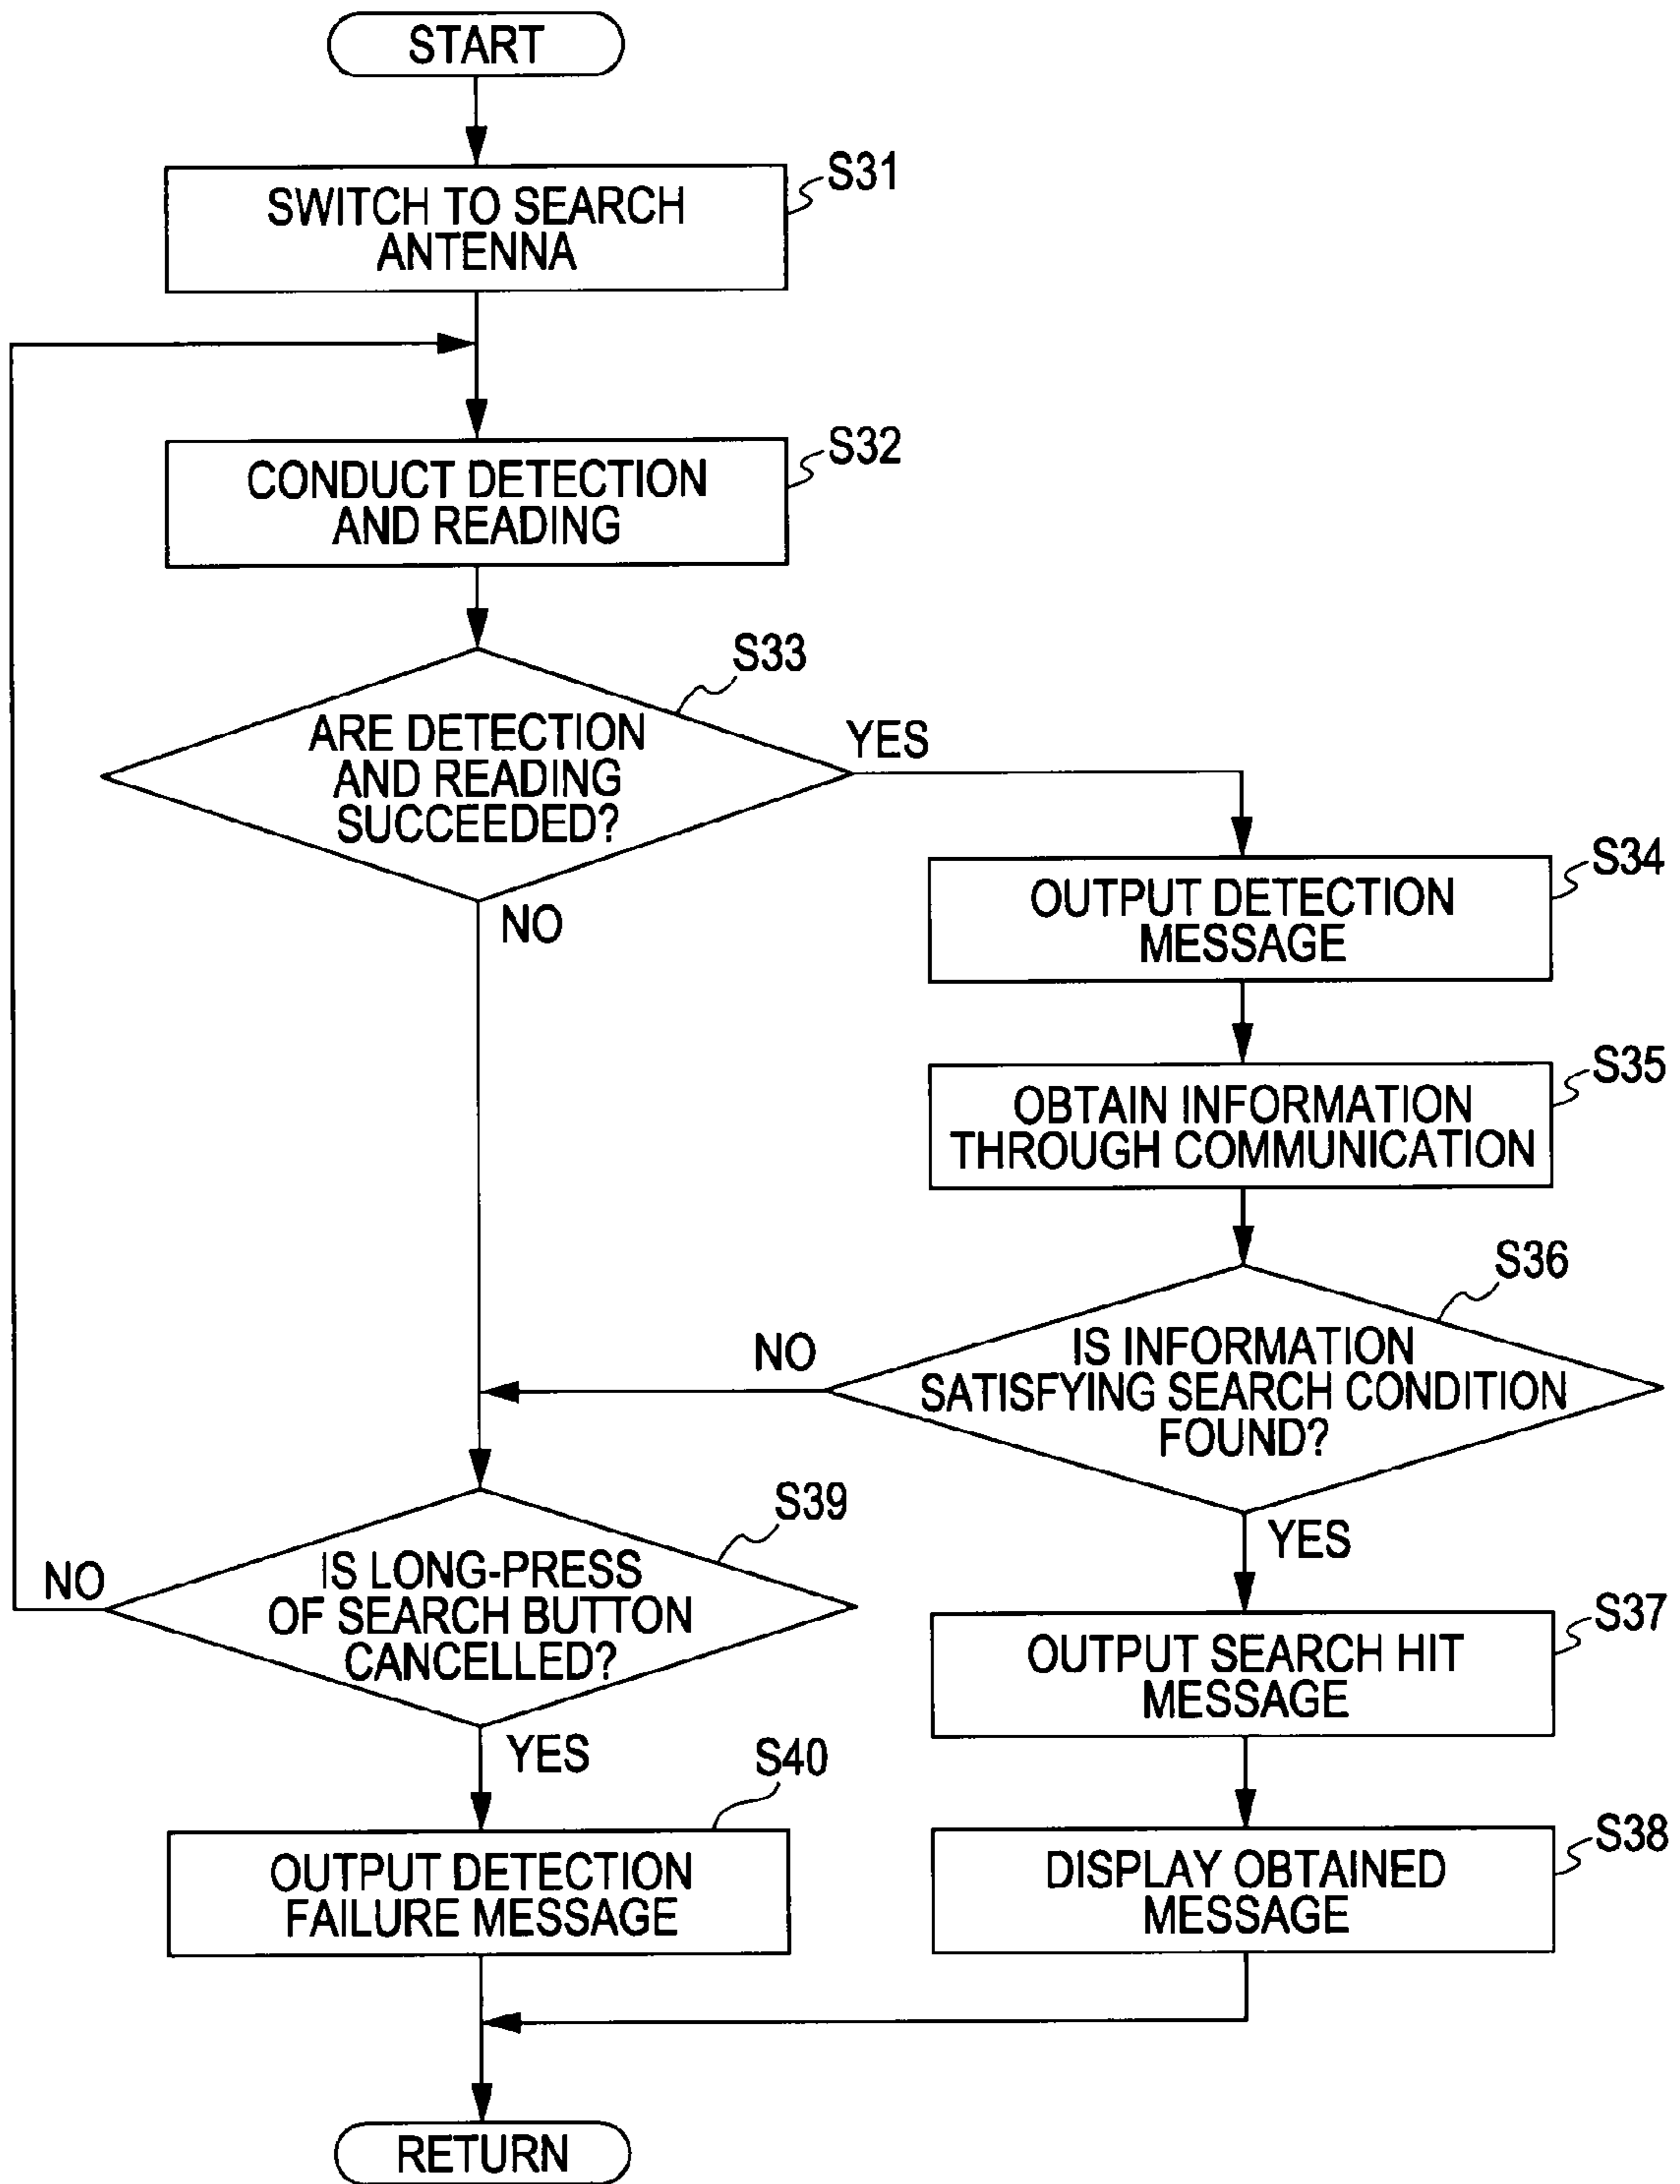 START
S31
SWITCH TO SEARCH
ANTENNA
S32
CONDUCT DETECTION
AND READING
S33
ARE DETECTION
AND READING
SUCCEEDED?
YES
NO
S34
OUTPUT DETECTION
MESSAGE
S35
OBTAIN INFORMATION
THROUGH COMMUNICATION
S36
IS INFORMATION
SATISFYING SEARCH CONDITION
FOUND?
NO
YES
S37
OUTPUT SEARCH HIT
MESSAGE
S38
DISPLAY OBTAINED
MESSAGE
S39
IS LONG-PRESS
OF SEARCH BUTTON
CANCELLED?
NO
YES
S40
OUTPUT DETECTION
FAILURE MESSAGE
RETURN